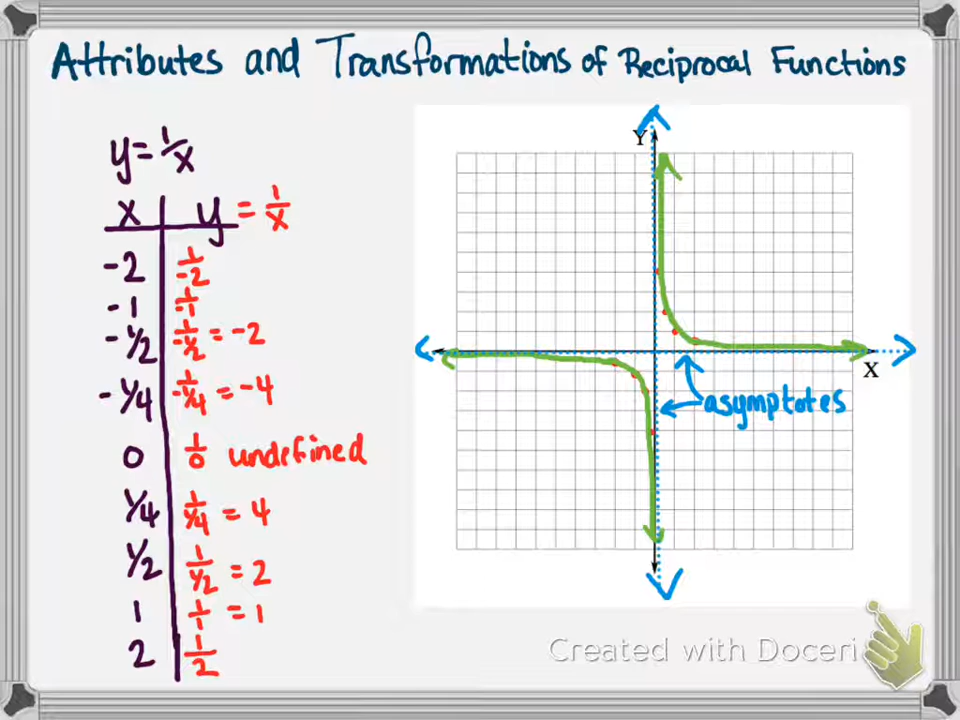 Attributes and Transformations of Reciprocal Functions
y = 1/x
x y = 1/x
-2 1/-2
-1 1/-1
-1/2 1/-1/2 = -2
-1/4 1/-1/4 = -4
0 1/0 undefined
1/4 1/1/4 = 4
1/2 1/1/2 = 2
1 1/1 = 1
2 1/2
Y
X
asymptotes
Created with Doceri